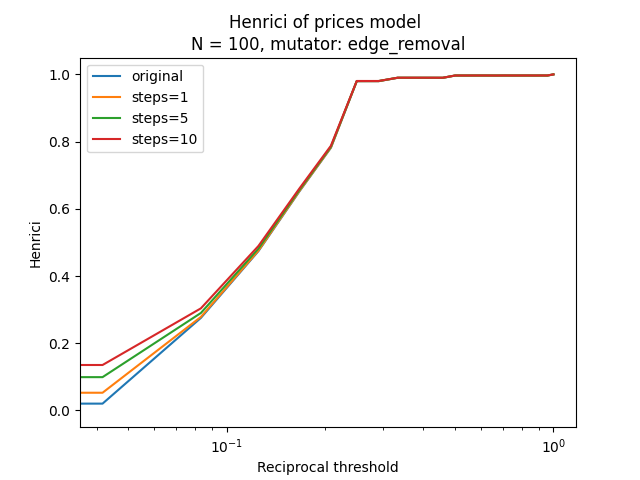 Henrici of prices model
N = 100, mutator: edge_removal
original
steps=1
steps=5
steps=10
1.0
0.8
0.6
0.4
0.2
0.0
Henrici
10⁻¹
10⁰
Reciprocal threshold